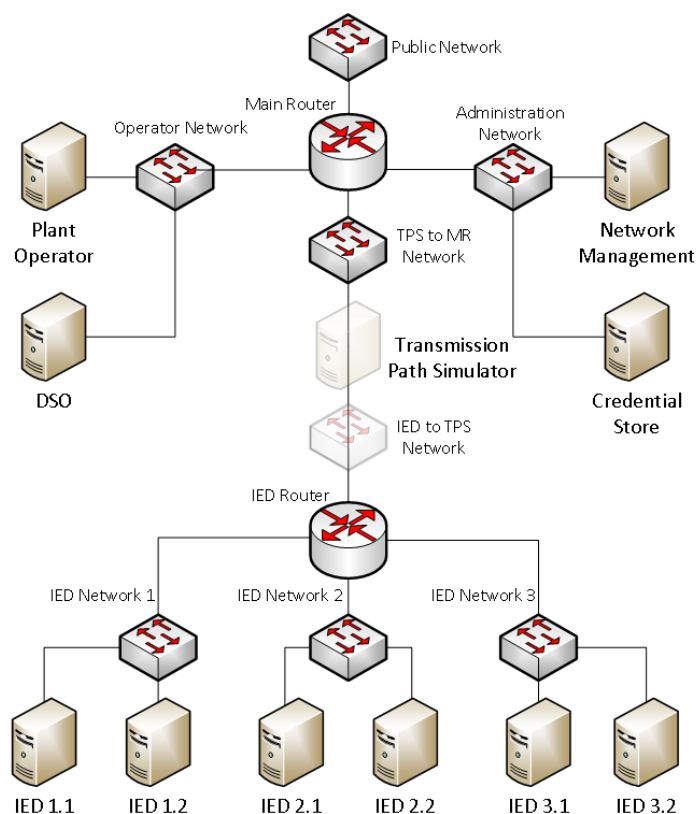 Public Network
Main Router
Operator Network
Administration
Network
Plant
Operator
TPS to MR
Network
Network
Management
Transmission
Path Simulator
DSO
IED to TPS
Network
Credential
Store
IED Router
IED Network 1
IED Network 2
IED Network 3
IED 1.1
IED 1.2
IED 2.1
IED 2.2
IED 3.1
IED 3.2